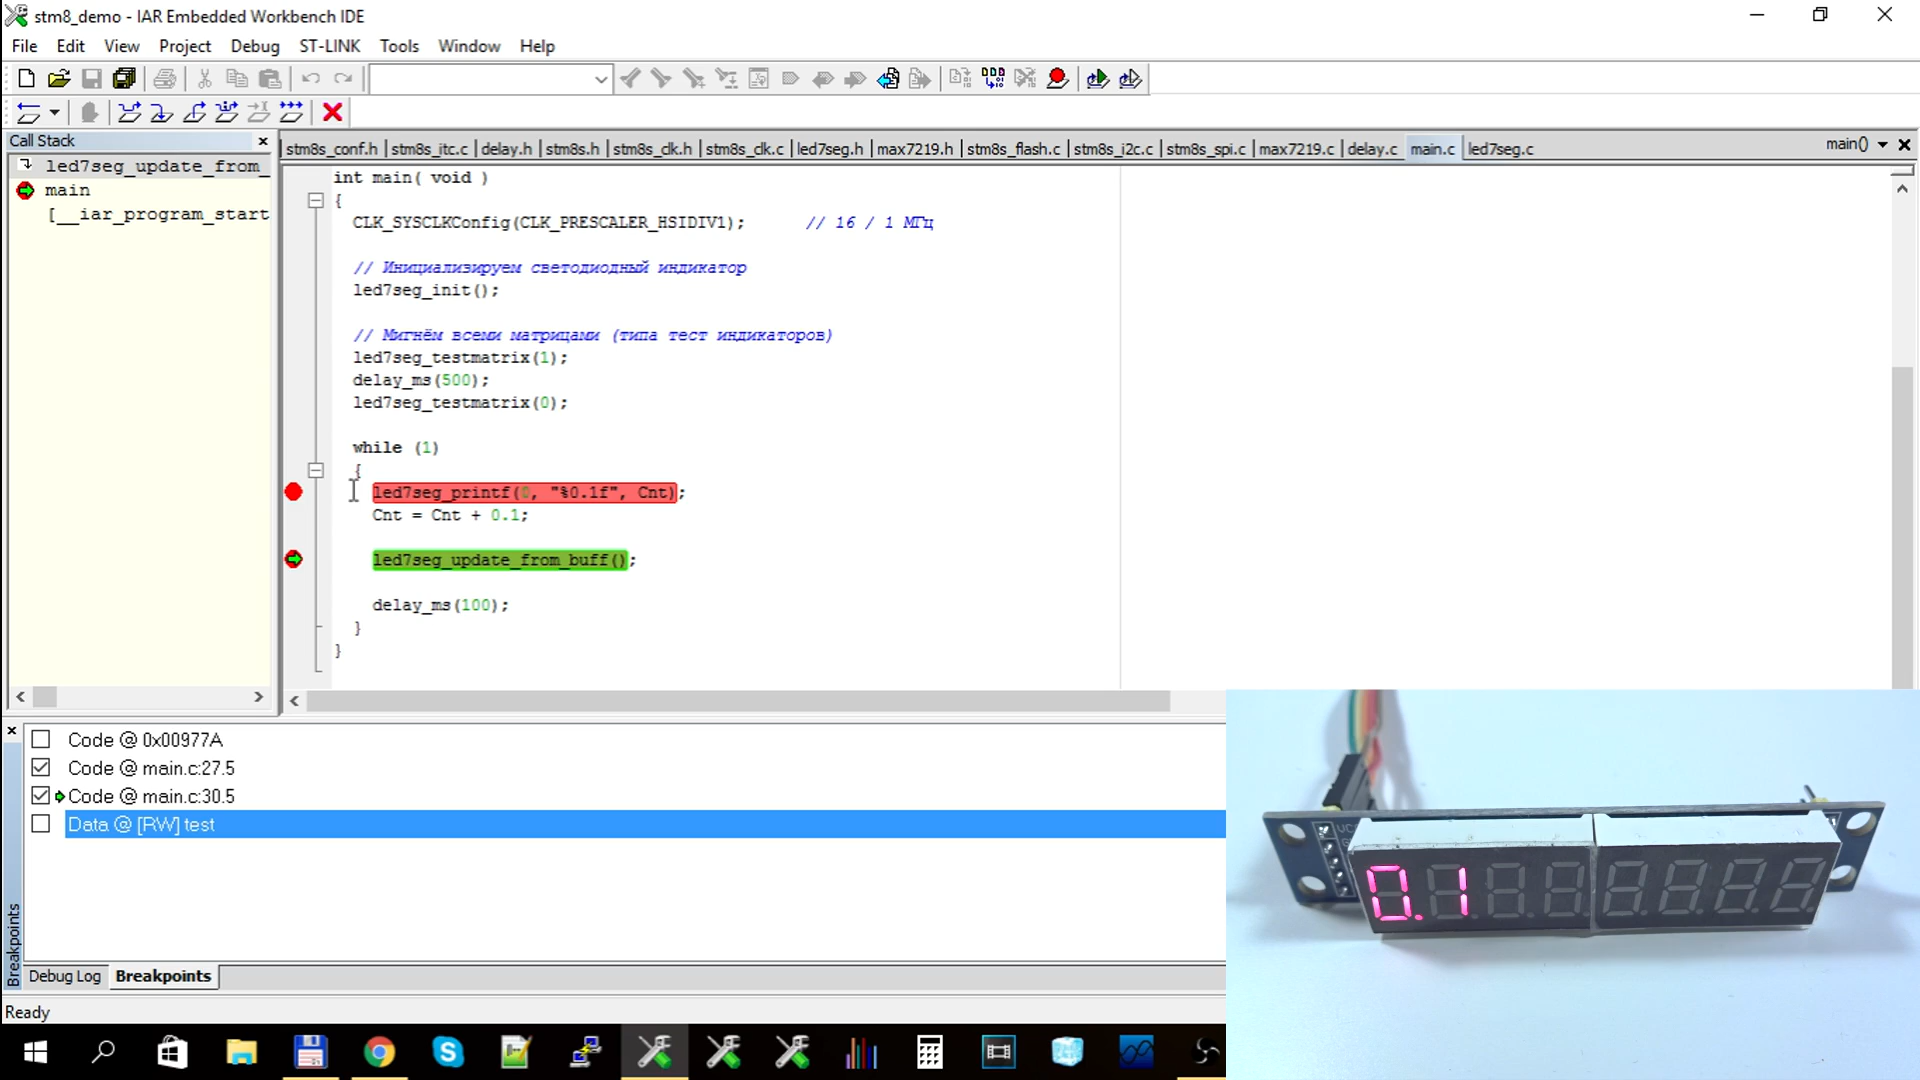 stm8_demo - IAR Embedded Workbench IDE
File Edit View Project Debug ST-LINK Tools Window Help
Call Stack
led7seg_update_from_
main
[__iar_program_start
stm8s_conf.h | stm8s_itc.c | delay.h | stm8s.h | stm8s_clk.h | stm8s_clk.c | led7seg.h | max7219.h | stm8s_flash.c | stm8s_i2c.c | stm8s_spi.c | max7219.c | delay.c | main.c | led7seg.c
main()
int main( void )
{
CLK_SYSCLKConfig(CLK_PRESCALER_HSIDIV1); // 16 / 1 МГц
// Инициализируем светодиодный индикатор
led7seg_init();
// Мигнём всеми матрицами (типа тест индикаторов)
led7seg_testmatrix(1);
delay_ms(500);
led7seg_testmatrix(0);
while (1)
{
led7seg_printf(0, "%0.1f", Cnt);
Cnt = Cnt + 0.1;
led7seg_update_from_buff();
delay_ms(100);
}
}
Code @ 0x00977A
Code @ main.c:27.5
Code @ main.c:30.5
Data @ [RW] test
Breakpoints
Debug Log Breakpoints
Ready
0.1